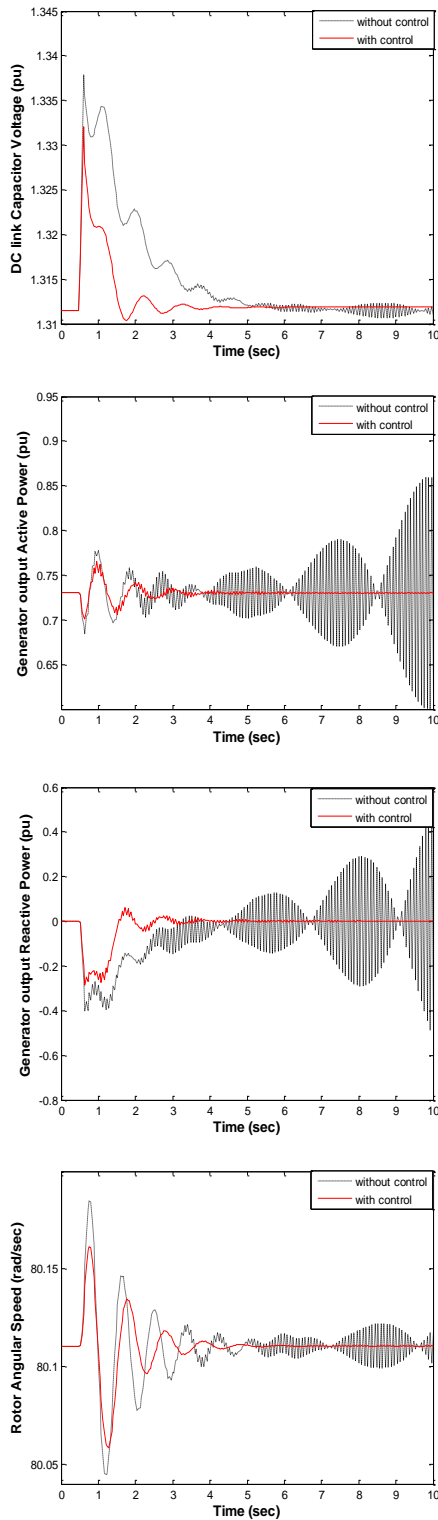 1.345
without control
with control
1.34
1.335
1.33
1.325
1.32
1.315
1.31
DC link Capacitor Voltage (pu)
0 1 2 3 4 5 6 7 8 9 10
Time (sec)
0.95
without control
with control
0.9
0.85
0.8
0.75
0.7
0.65
Generator output Active Power (pu)
0 1 2 3 4 5 6 7 8 9 10
Time (sec)
0.6
without control
with control
0.4
0.2
0
-0.2
-0.4
-0.6
-0.8
Generator output Reactive Power (pu)
0 1 2 3 4 5 6 7 8 9 10
Time (sec)
without control
with control
80.15
80.1
80.05
Rotor Angular Speed (rad/sec)
0 1 2 3 4 5 6 7 8 9 10
Time (sec)